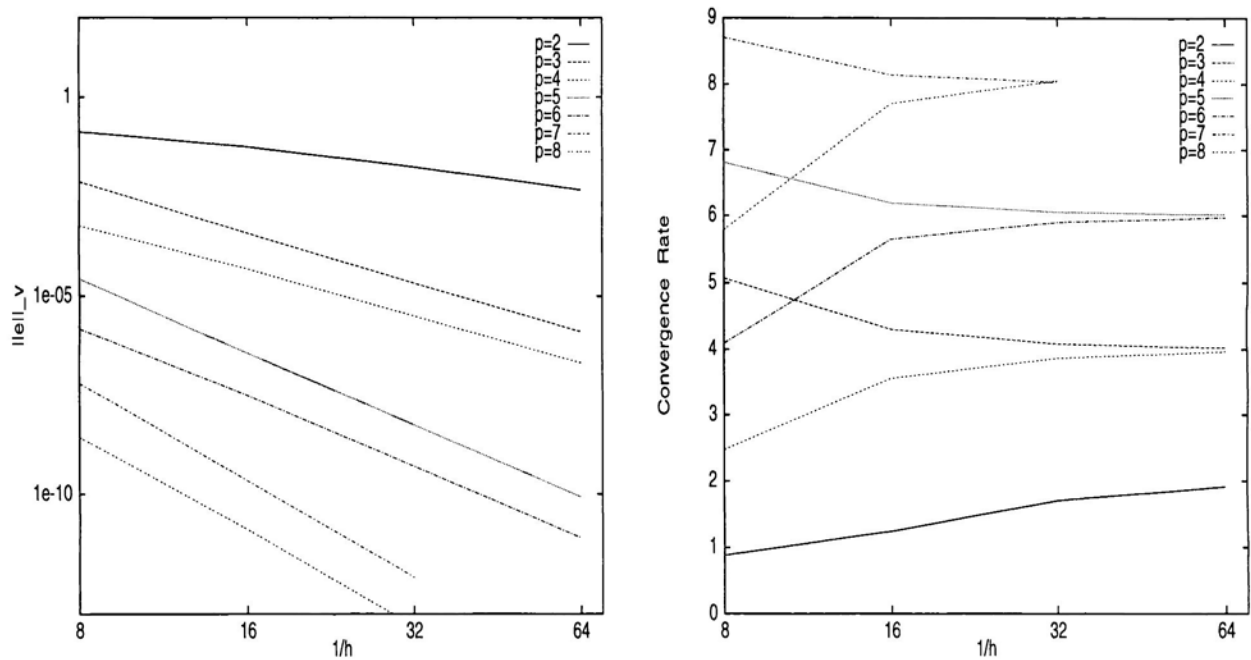 p=2
p=3
p=4
p=5
p=6
p=7
p=8
1
1e-05
1e-10
||e||_v
8
16
32
64
1/h
p=2
p=3
p=4
p=5
p=6
p=7
p=8
9
8
7
6
5
4
3
2
1
0
Convergence Rate
8
16
32
64
1/h